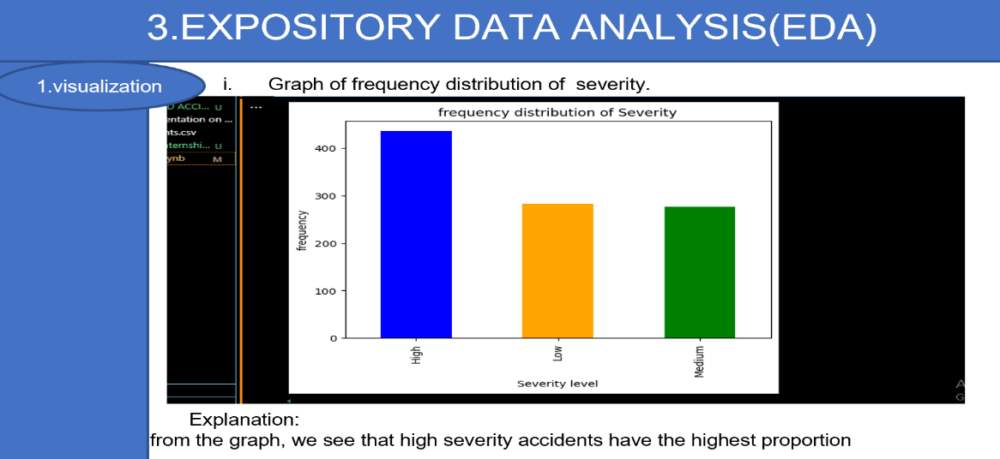 3.EXPOSITORY DATA ANALYSIS(EDA)
1.visualization
i. Graph of frequency distribution of severity.
D ACCI... U
entation on ...
nts.csv
ternshi... U
ynb M
...
frequency distribution of Severity
400
300
200
100
0
frequency
High
Low
Medium
Severity level
A
G
Explanation:
from the graph, we see that high severity accidents have the highest proportion